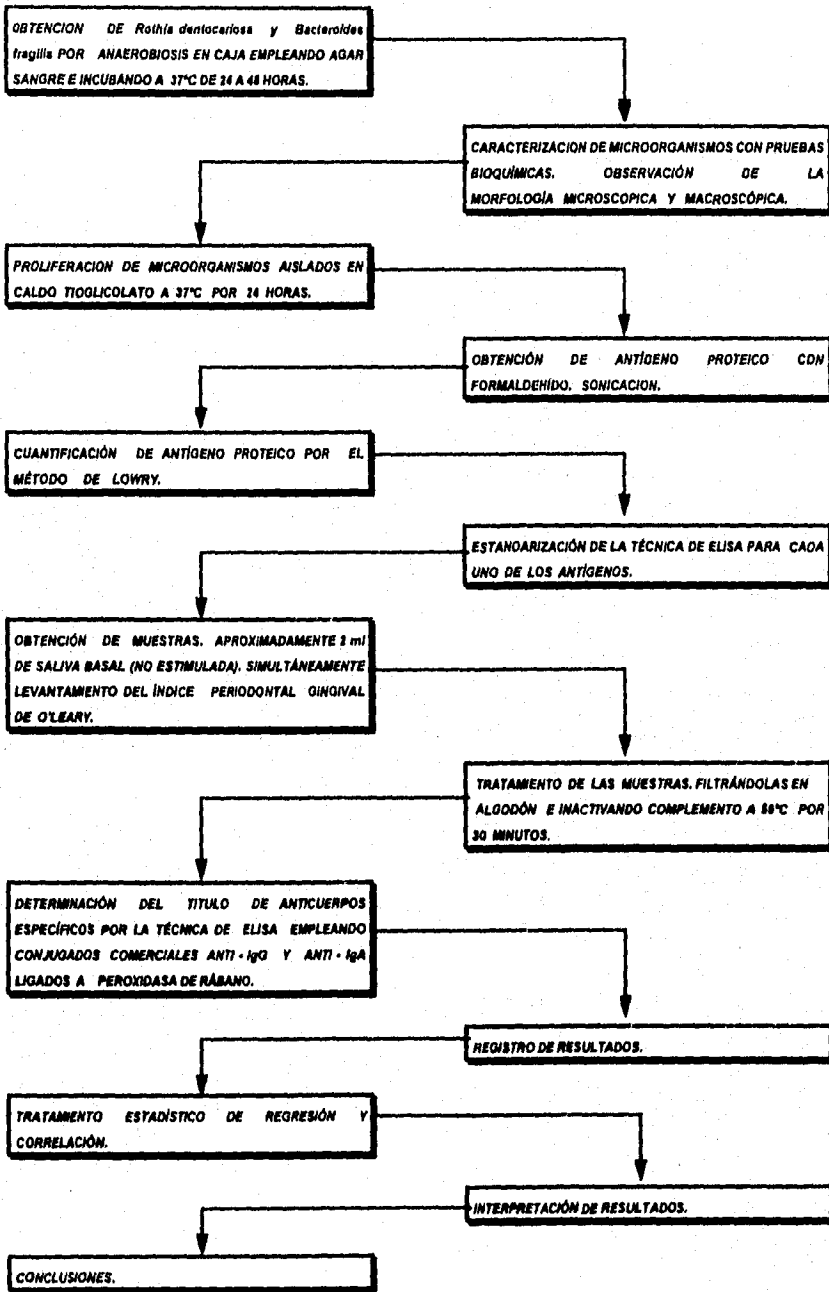 OBTENCION DE Rothia dentocariosa y Bacteroides
fragilis POR ANAEROBIOSIS EN CAJA EMPLEANDO AGAR
SANGRE E INCUBANDO A 37ºC DE 24 A 48 HORAS.
CARACTERIZACION DE MICROORGANISMOS CON PRUEBAS
BIOQUÍMICAS. OBSERVACIÓN DE LA
MORFOLOGÍA MICROSCOPICA Y MACROSCÓPICA.
PROLIFERACION DE MICROORGANISMOS AISLADOS EN
CALDO TIOGLICOLATO A 37ºC POR 24 HORAS.
OBTENCIÓN DE ANTÍGENO PROTEICO CON
FORMALDEHÍDO. SONICACION.
CUANTIFICACIÓN DE ANTÍGENO PROTEICO POR EL
MÉTODO DE LOWRY.
ESTANDARIZACIÓN DE LA TÉCNICA DE ELISA PARA CADA
UNO DE LOS ANTÍGENOS.
OBTENCIÓN DE MUESTRAS. APROXIMADAMENTE 2 ml
DE SALIVA BASAL (NO ESTIMULADA). SIMULTÁNEAMENTE
LEVANTAMIENTO DEL ÍNDICE PERIODONTAL GINGIVAL
DE O'LEARY.
TRATAMIENTO DE LAS MUESTRAS. FILTRÁNDOLAS EN
ALGODÓN E INACTIVANDO COMPLEMENTO A POR
30 MINUTOS.
DETERMINACIÓN DEL TITULO DE ANTICUERPOS
ESPECÍFICOS POR LA TÉCNICA DE ELISA EMPLEANDO
CONJUGADOS COMERCIALES ANTI - IgG Y ANTI - IgA
LIGADOS A PEROXIDASA DE RÁBANO.
REGISTRO DE RESULTADOS.
TRATAMIENTO ESTADÍSTICO DE REGRESIÓN Y
CORRELACIÓN.
INTERPRETACIÓN DE RESULTADOS.
CONCLUSIONES.